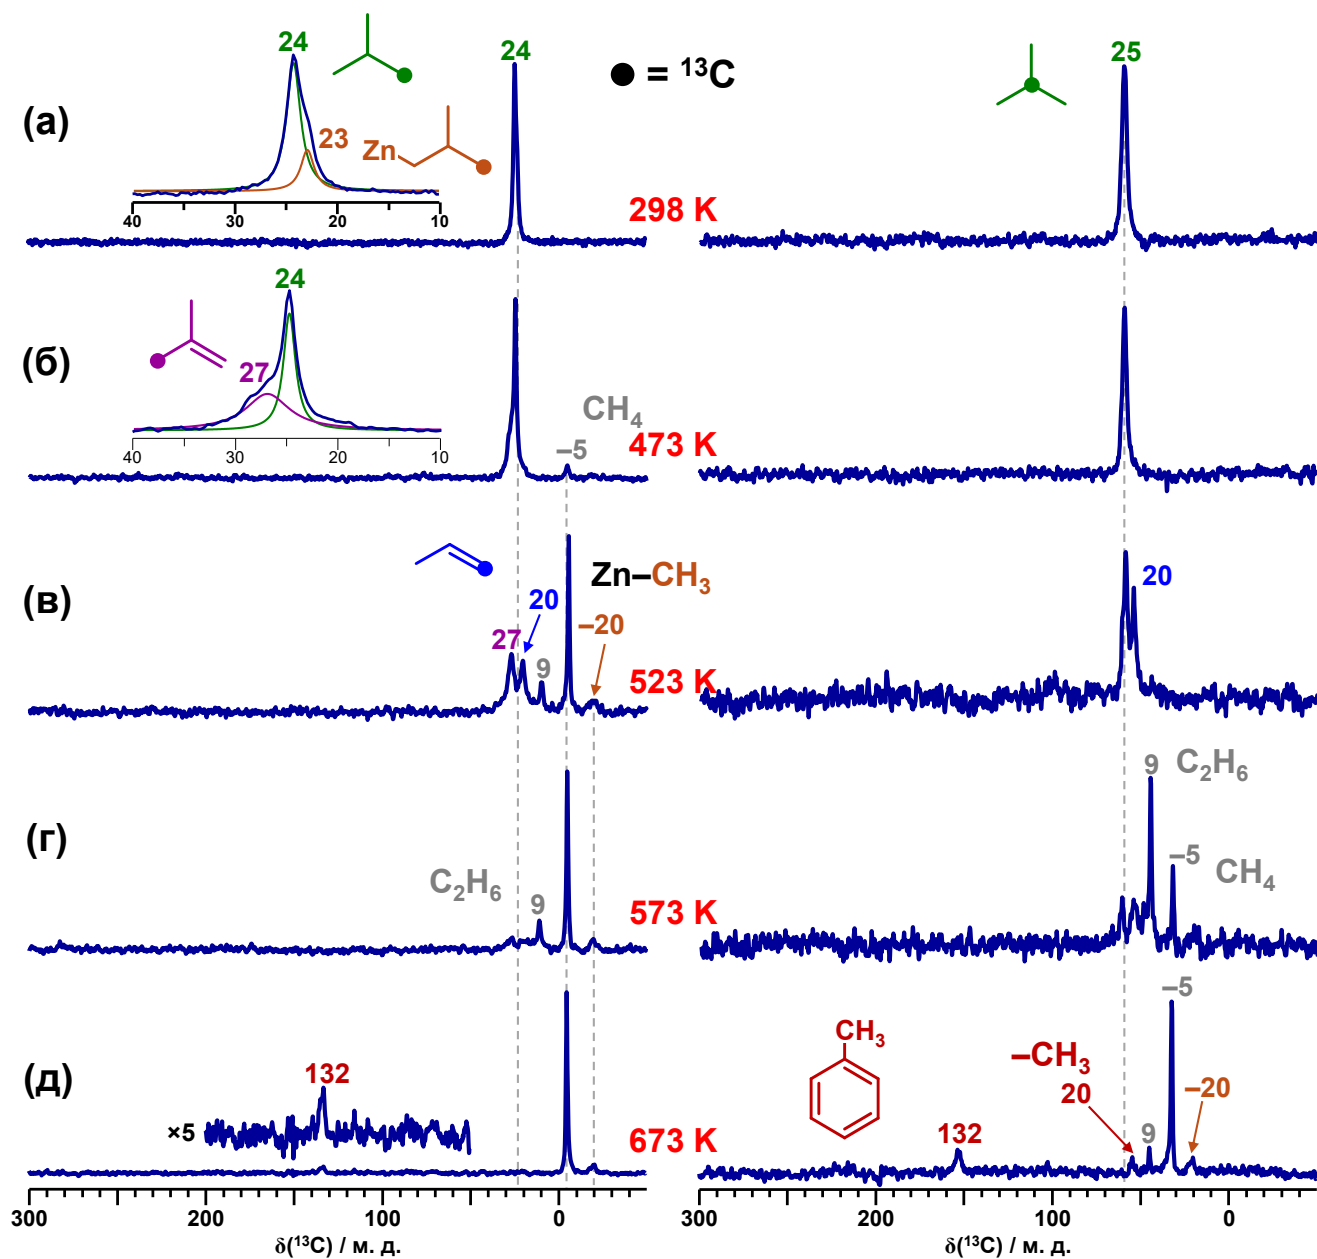 (а)
24
23
Zn
40 30 20 10
24
● = ¹³C
25
298 K
(б)
24
27
40 30 20 10
CH₄
–5
473 K
(в)
27
20
9
Zn–CH₃
–20
523 K
20
(г)
C₂H₆
9
573 K
9
C₂H₆
–5
CH₄
(д)
132
×5
673 K
CH₃
132
–CH₃
20
9
–5
–20
300 200 100 0
δ(¹³C) / м. д.
300 200 100 0
δ(¹³C) / м. д.